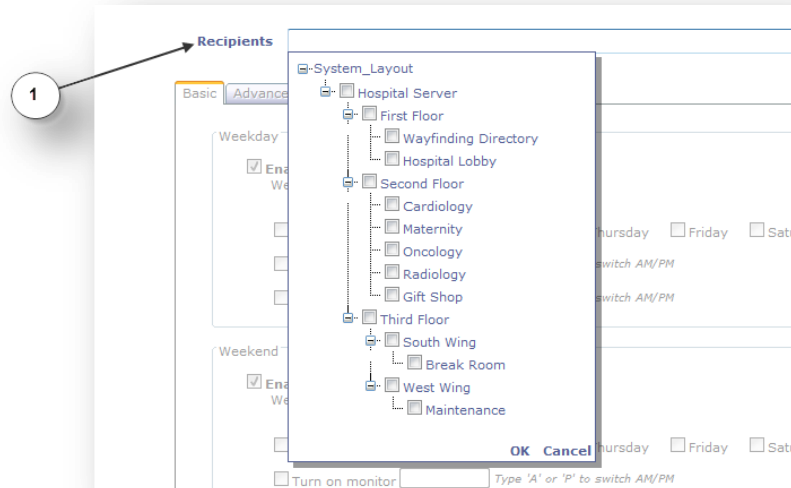 Recipients
1
System_Layout
Hospital Server
First Floor
Wayfinding Directory
Hospital Lobby
Second Floor
Cardiology
Maternity
Oncology
Radiology
Gift Shop
Third Floor
South Wing
Break Room
West Wing
Maintenance
OK Cancel
Basic Advance
Weekday
Ena
We
hursday Friday Sat
switch AM/PM
switch AM/PM
Weekend
Ena
We
hursday Friday Sat
Turn on monitor Type 'A' or 'P' to switch AM/PM